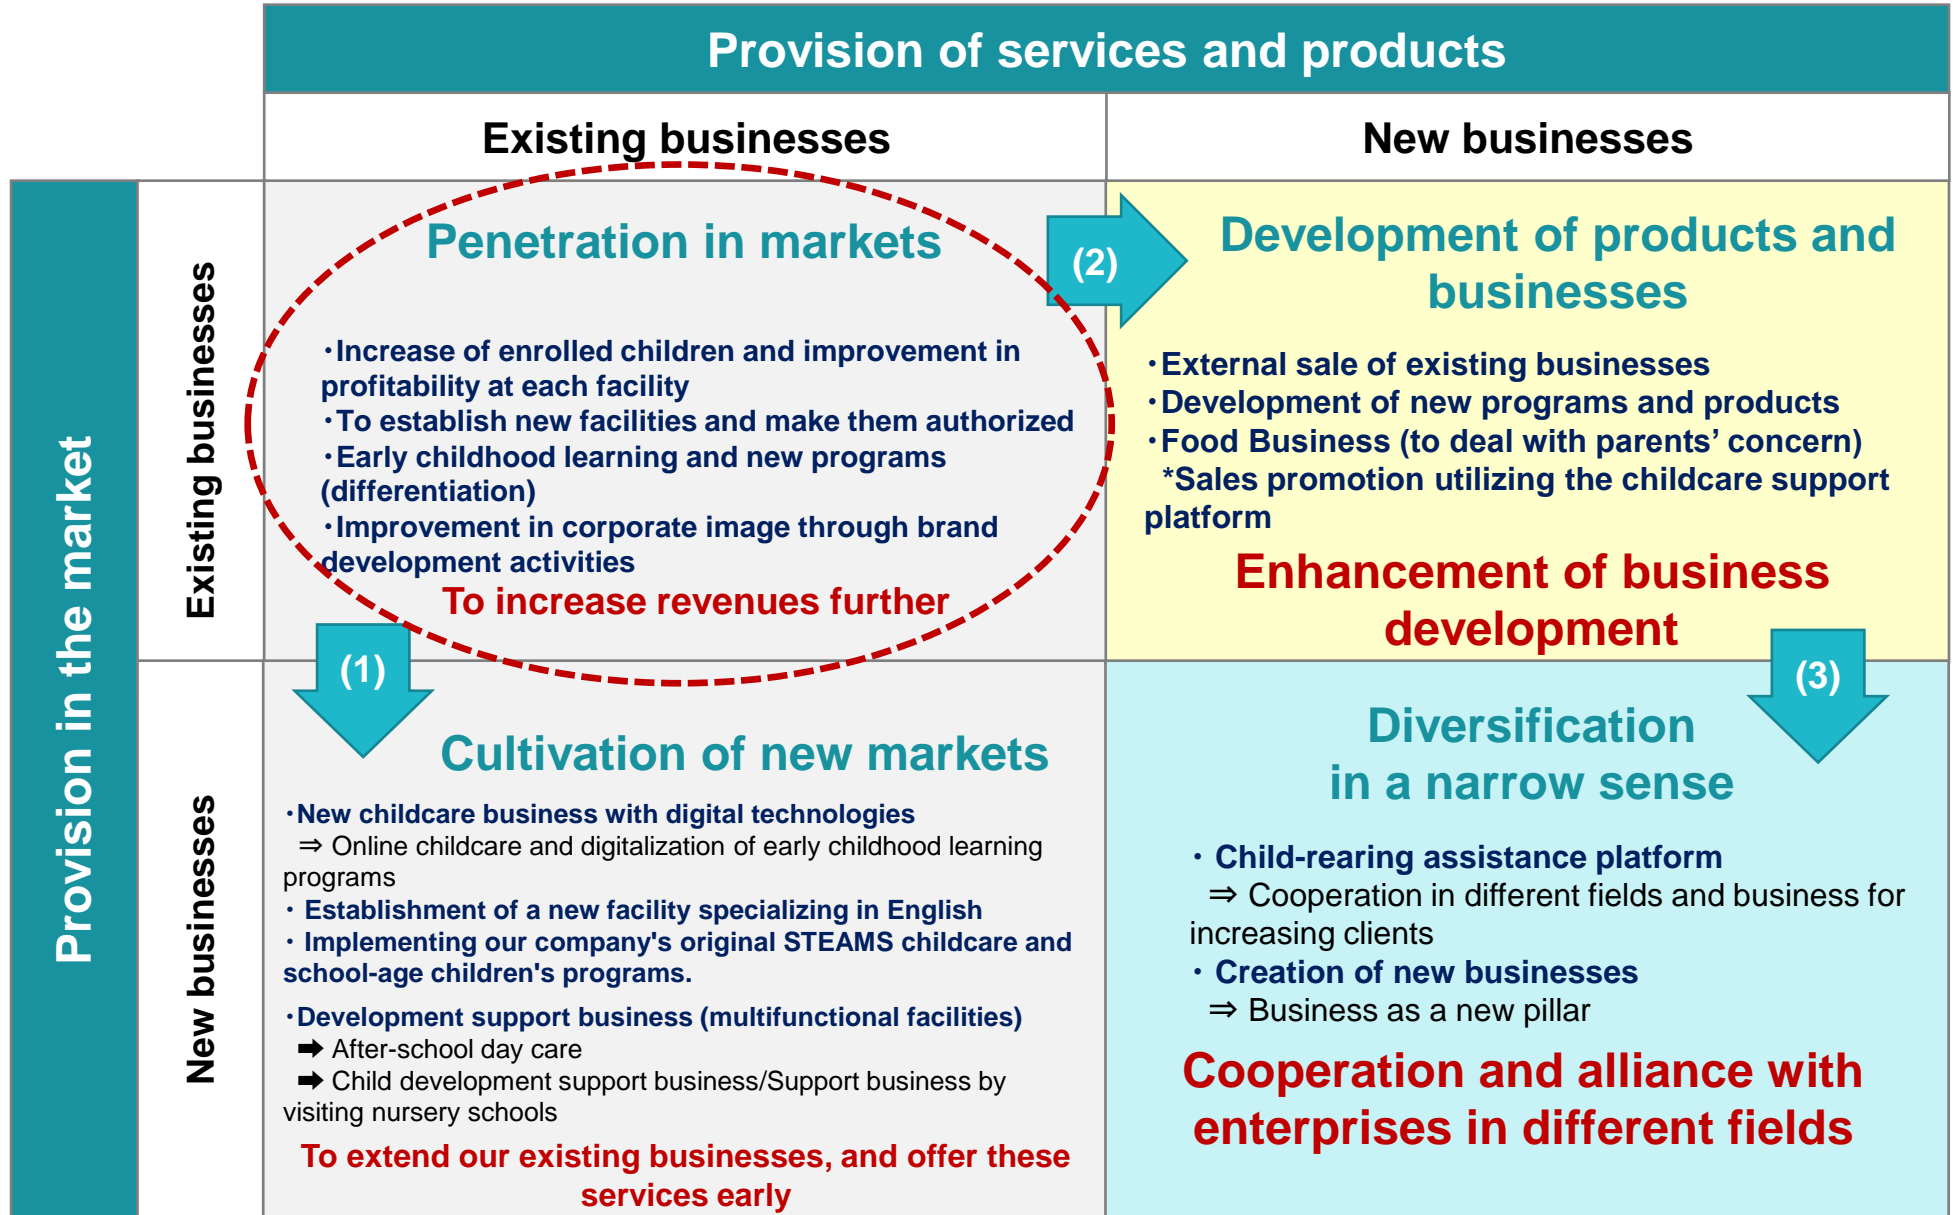 Provision of services and products
Existing businesses
New businesses
Provision in the market
Existing businesses
Penetration in markets
・Increase of enrolled children and improvement in
profitability at each facility
・To establish new facilities and make them authorized
・Early childhood learning and new programs
(differentiation)
・Improvement in corporate image through brand
development activities
To increase revenues further
(2)
Development of products and
businesses
・External sale of existing businesses
・Development of new programs and products
・Food Business (to deal with parents’ concern)
*Sales promotion utilizing the childcare support
platform
Enhancement of business
development
New businesses
(1)
Cultivation of new markets
・New childcare business with digital technologies
⇒ Online childcare and digitalization of early childhood learning
programs
・ Establishment of a new facility specializing in English
・ Implementing our company's original STEAMS childcare and
school-age children's programs.
・Development support business (multifunctional facilities)
➡ After-school day care
➡ Child development support business/Support business by
visiting nursery schools
To extend our existing businesses, and offer these
services early
(3)
Diversification
in a narrow sense
・ Child-rearing assistance platform
⇒ Cooperation in different fields and business for
increasing clients
・ Creation of new businesses
⇒ Business as a new pillar
Cooperation and alliance with
enterprises in different fields